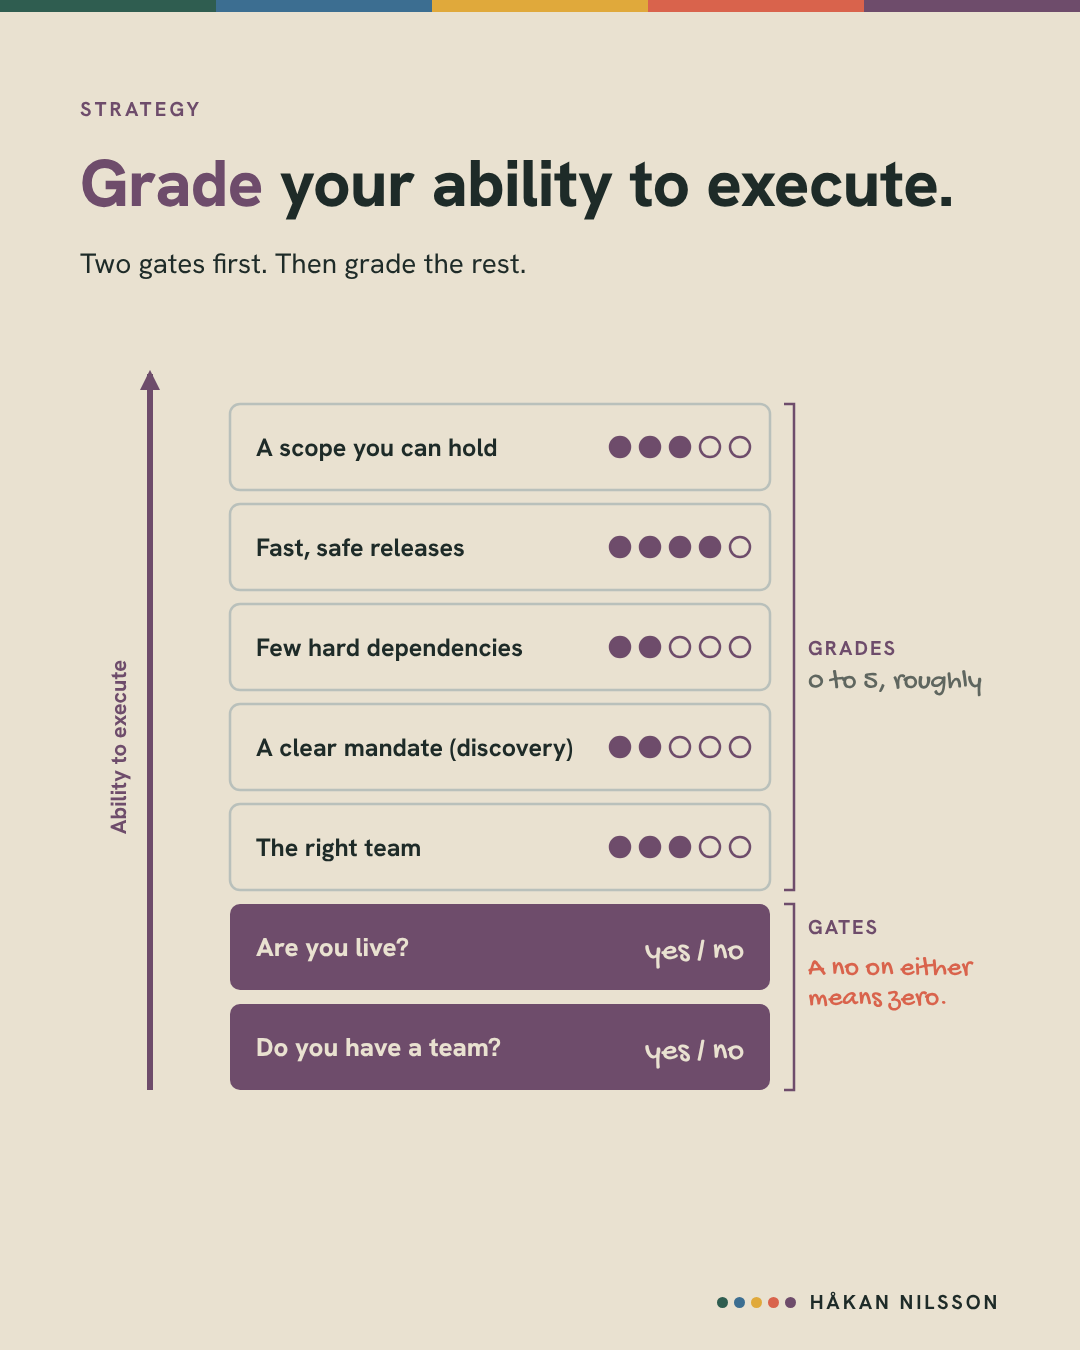 STRATEGY
Grade your ability to execute.
Two gates first. Then grade the rest.
Ability to execute
A scope you can hold
Fast, safe releases
Few hard dependencies
A clear mandate (discovery)
The right team
GRADES
0 to 5, roughly
Are you live? yes / no
Do you have a team? yes / no
GATES
A no on either
means zero.
HÅKAN NILSSON